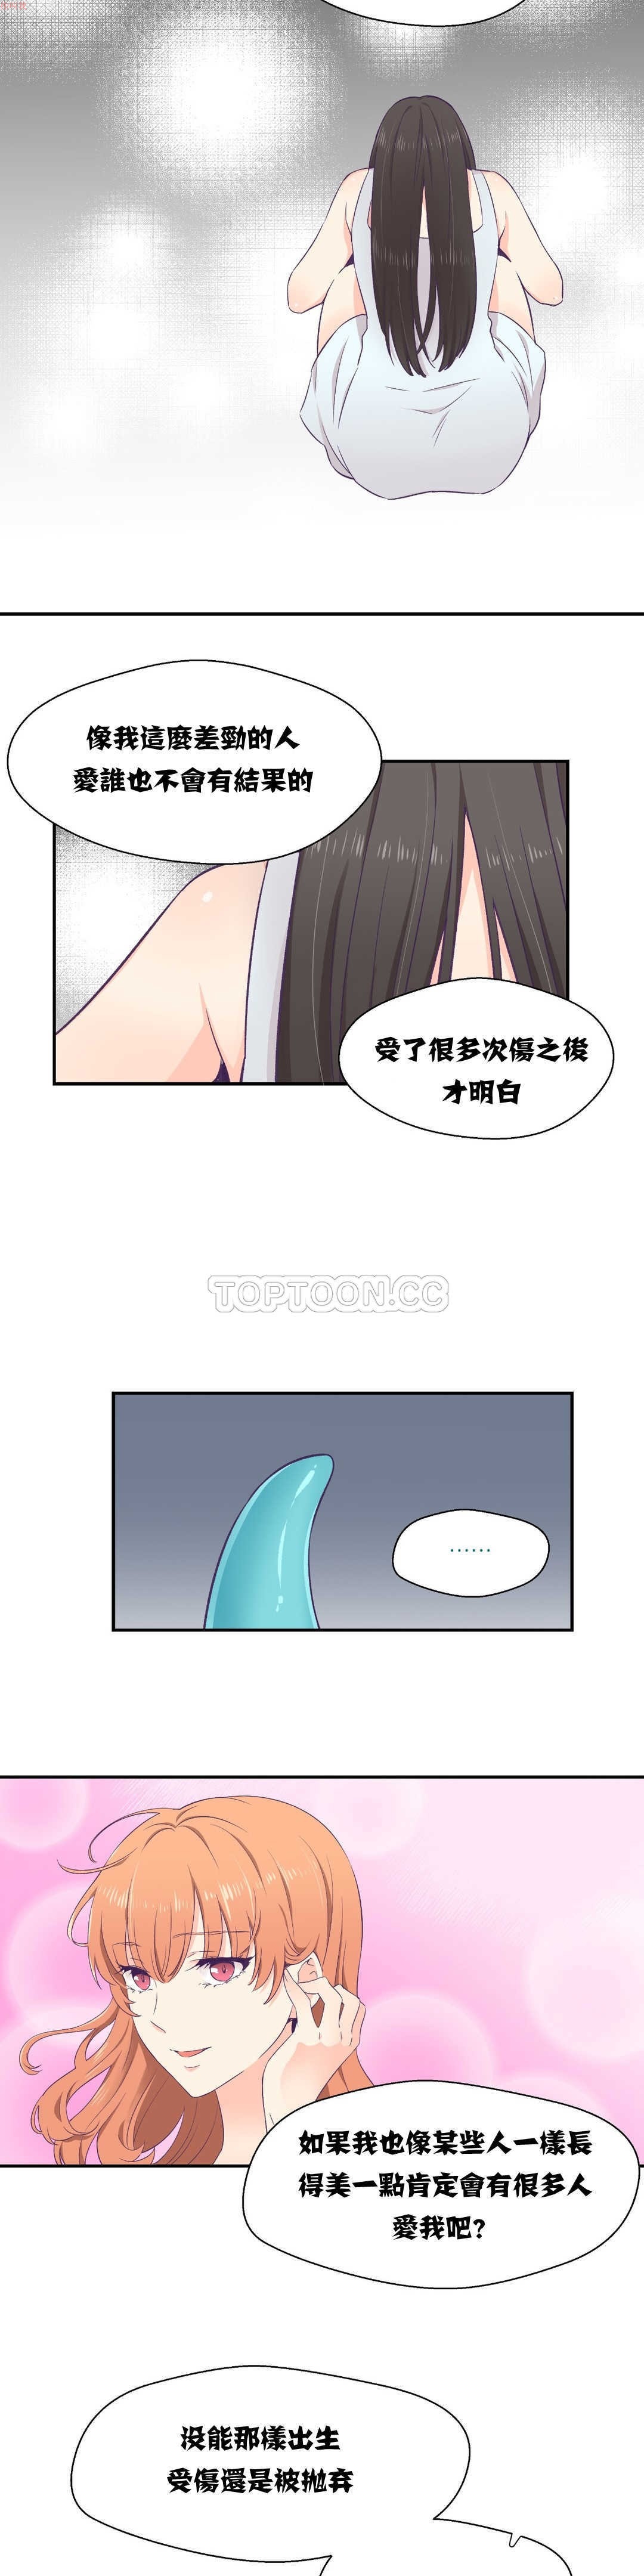 像我這麼差勁的人
愛誰也不會有結果的
受了很多次傷之後
才明白
TOPTOON.CC
……
如果我也像某些人一樣長
得美一點肯定會有很多人
愛我吧?
没能那樣出生
受傷還是被抛弃